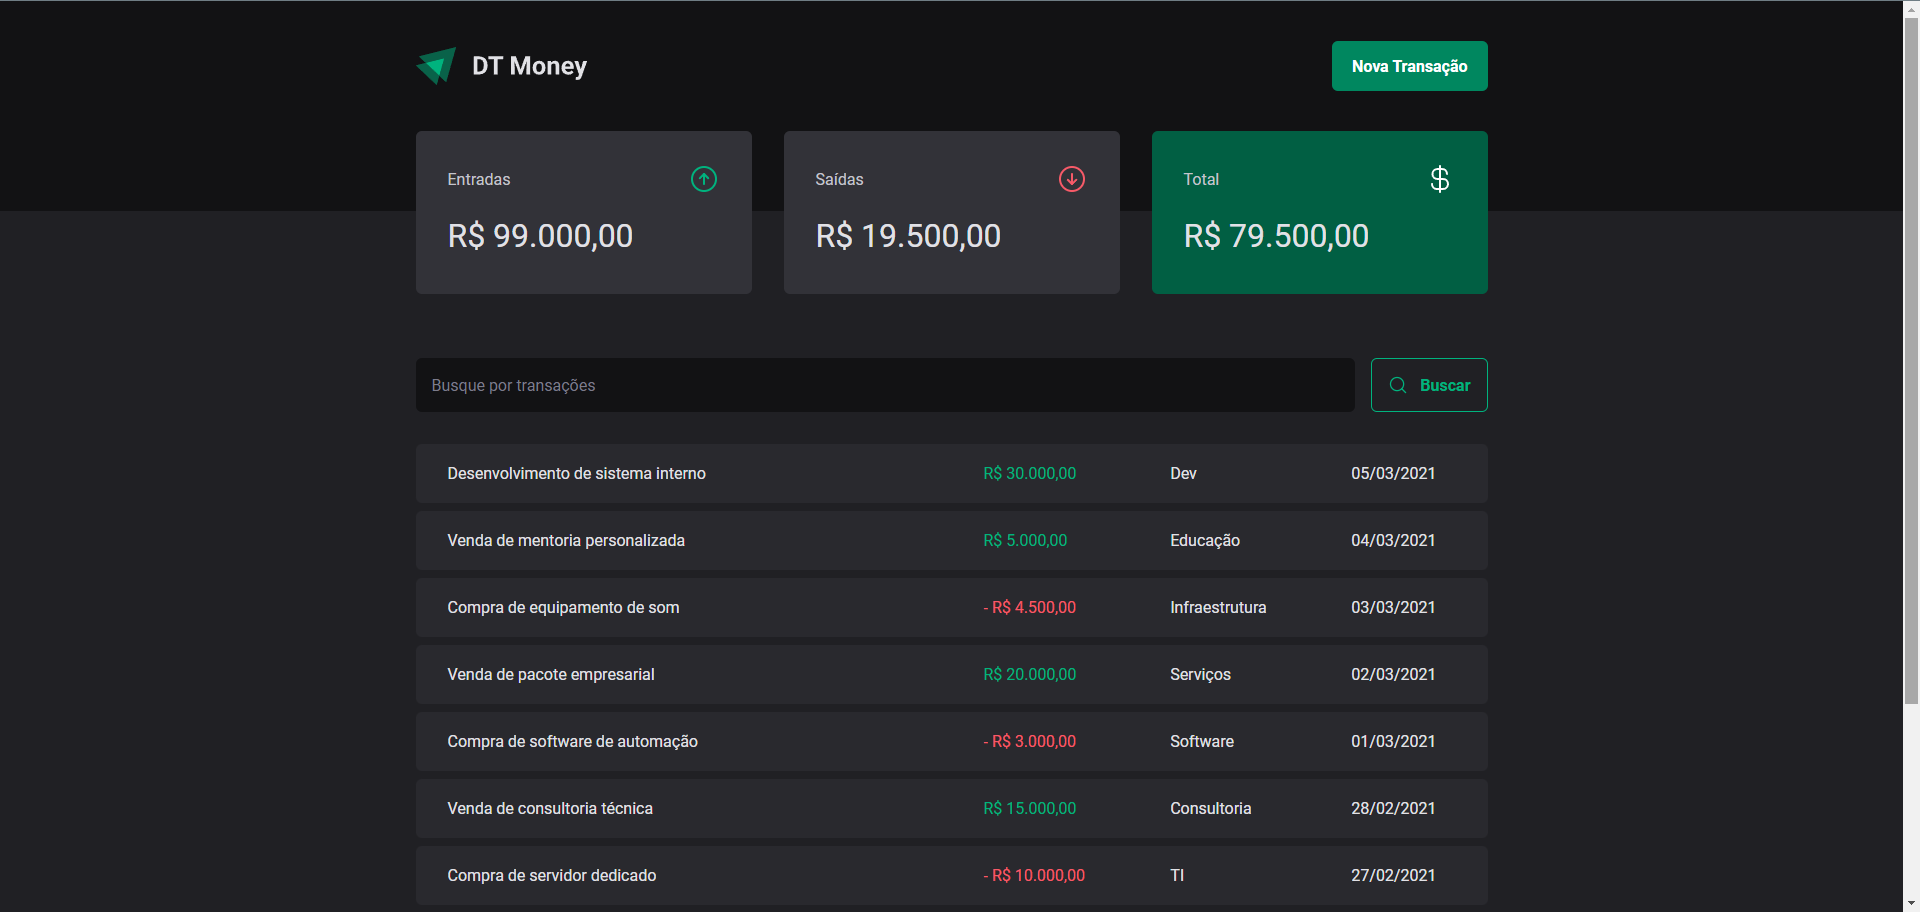 DT Money
Nova Transação
Entradas
R$ 99.000,00
Saídas
R$ 19.500,00
Total
$
R$ 79.500,00
Busque por transações
Buscar
Desenvolvimento de sistema interno R$ 30.000,00 Dev 05/03/2021
Venda de mentoria personalizada R$ 5.000,00 Educação 04/03/2021
Compra de equipamento de som - R$ 4.500,00 Infraestrutura 03/03/2021
Venda de pacote empresarial R$ 20.000,00 Serviços 02/03/2021
Compra de software de automação - R$ 3.000,00 Software 01/03/2021
Venda de consultoria técnica R$ 15.000,00 Consultoria 28/02/2021
Compra de servidor dedicado - R$ 10.000,00 TI 27/02/2021